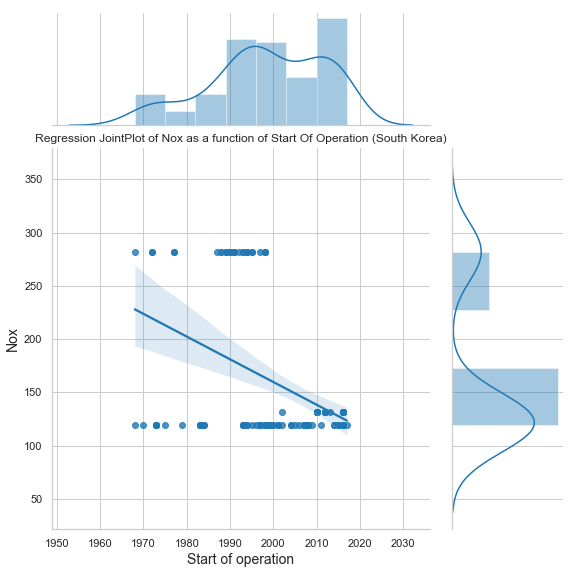 Regression JointPlot of Nox as a function of Start Of Operation (South Korea)
350
300
250
200
150
100
50
Nox
1950 1960 1970 1980 1990 2000 2010 2020 2030
Start of operation